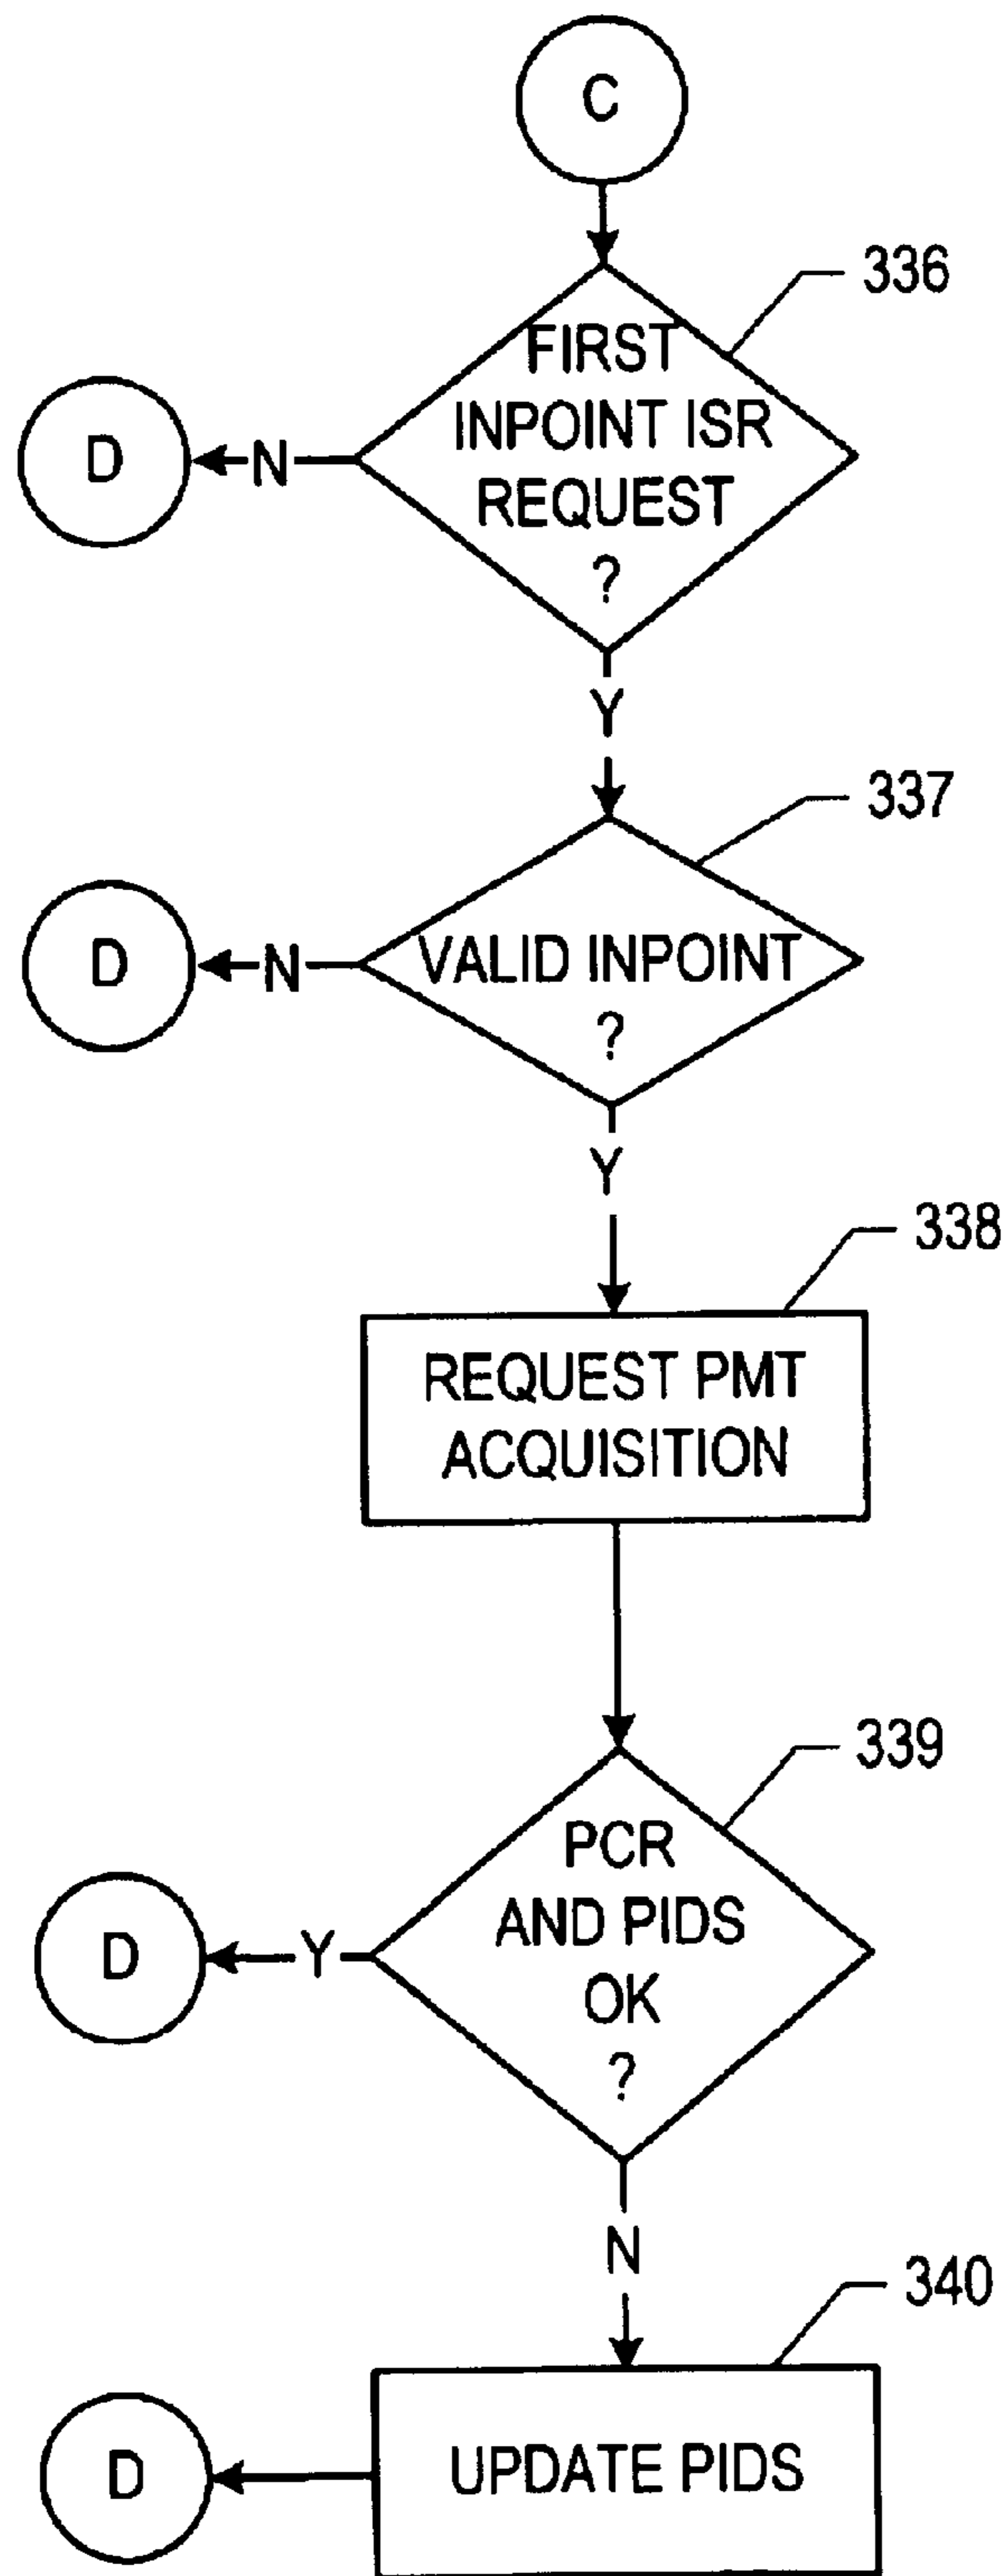 C
336
FIRST
INPOINT ISR
REQUEST
?
D
N
Y
337
VALID INPOINT
?
D
N
Y
338
REQUEST PMT
ACQUISITION
339
PCR
AND PIDS
OK
?
D
Y
N
340
UPDATE PIDS
D